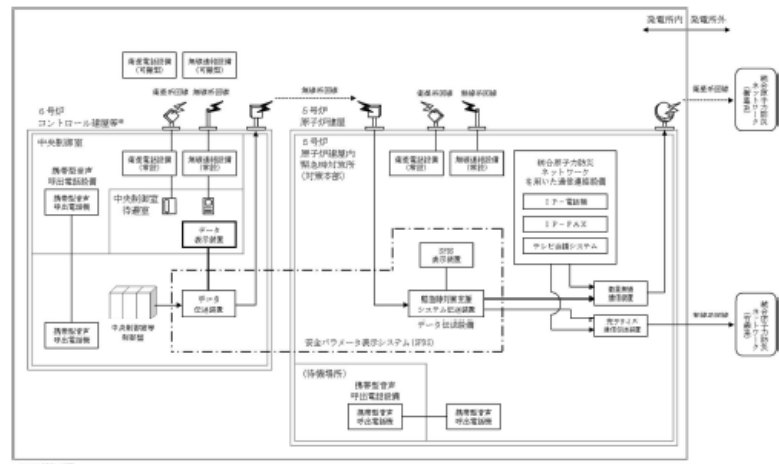 発電所内
発電所外
衛星電話設備
(可搬型)
無線連絡設備
(可搬型)
衛星系回線
無線系回線
無線系回線
衛星系回線
無線系回線
衛星系回線
統合原子力防災
ネットワーク
(衛星系)
6号炉
コントロール建屋等※
5号炉
原子炉建屋
中央制御室
衛星電話設備
(常設)
無線連絡設備
(常設)
携帯型音声
呼出電話設備
携帯型音声
呼出電話機
中央制御室
待避室
データ
表示装置
データ
伝送装置
中央制御室等
制御盤
携帯型音声
呼出電話機
5号炉
原子炉建屋内
緊急時対策所
(対策本部)
衛星電話設備
(常設)
無線連絡設備
(常設)
統合原子力防災
ネットワーク
を用いた通信連絡設備
IP-電話機
IP-FAX
テレビ会議システム
SPDS
表示装置
緊急時対策支援
システム伝送装置
データ伝送設備
安全パラメータ表示システム(SPDS)
衛星無線
通信装置
通信装置
有線系回線
統合原子力防災
ネットワーク
(有線系)
(待機場所)
携帯型音声
呼出電話設備
携帯型音声
呼出電話機
携帯型音声
呼出電話機